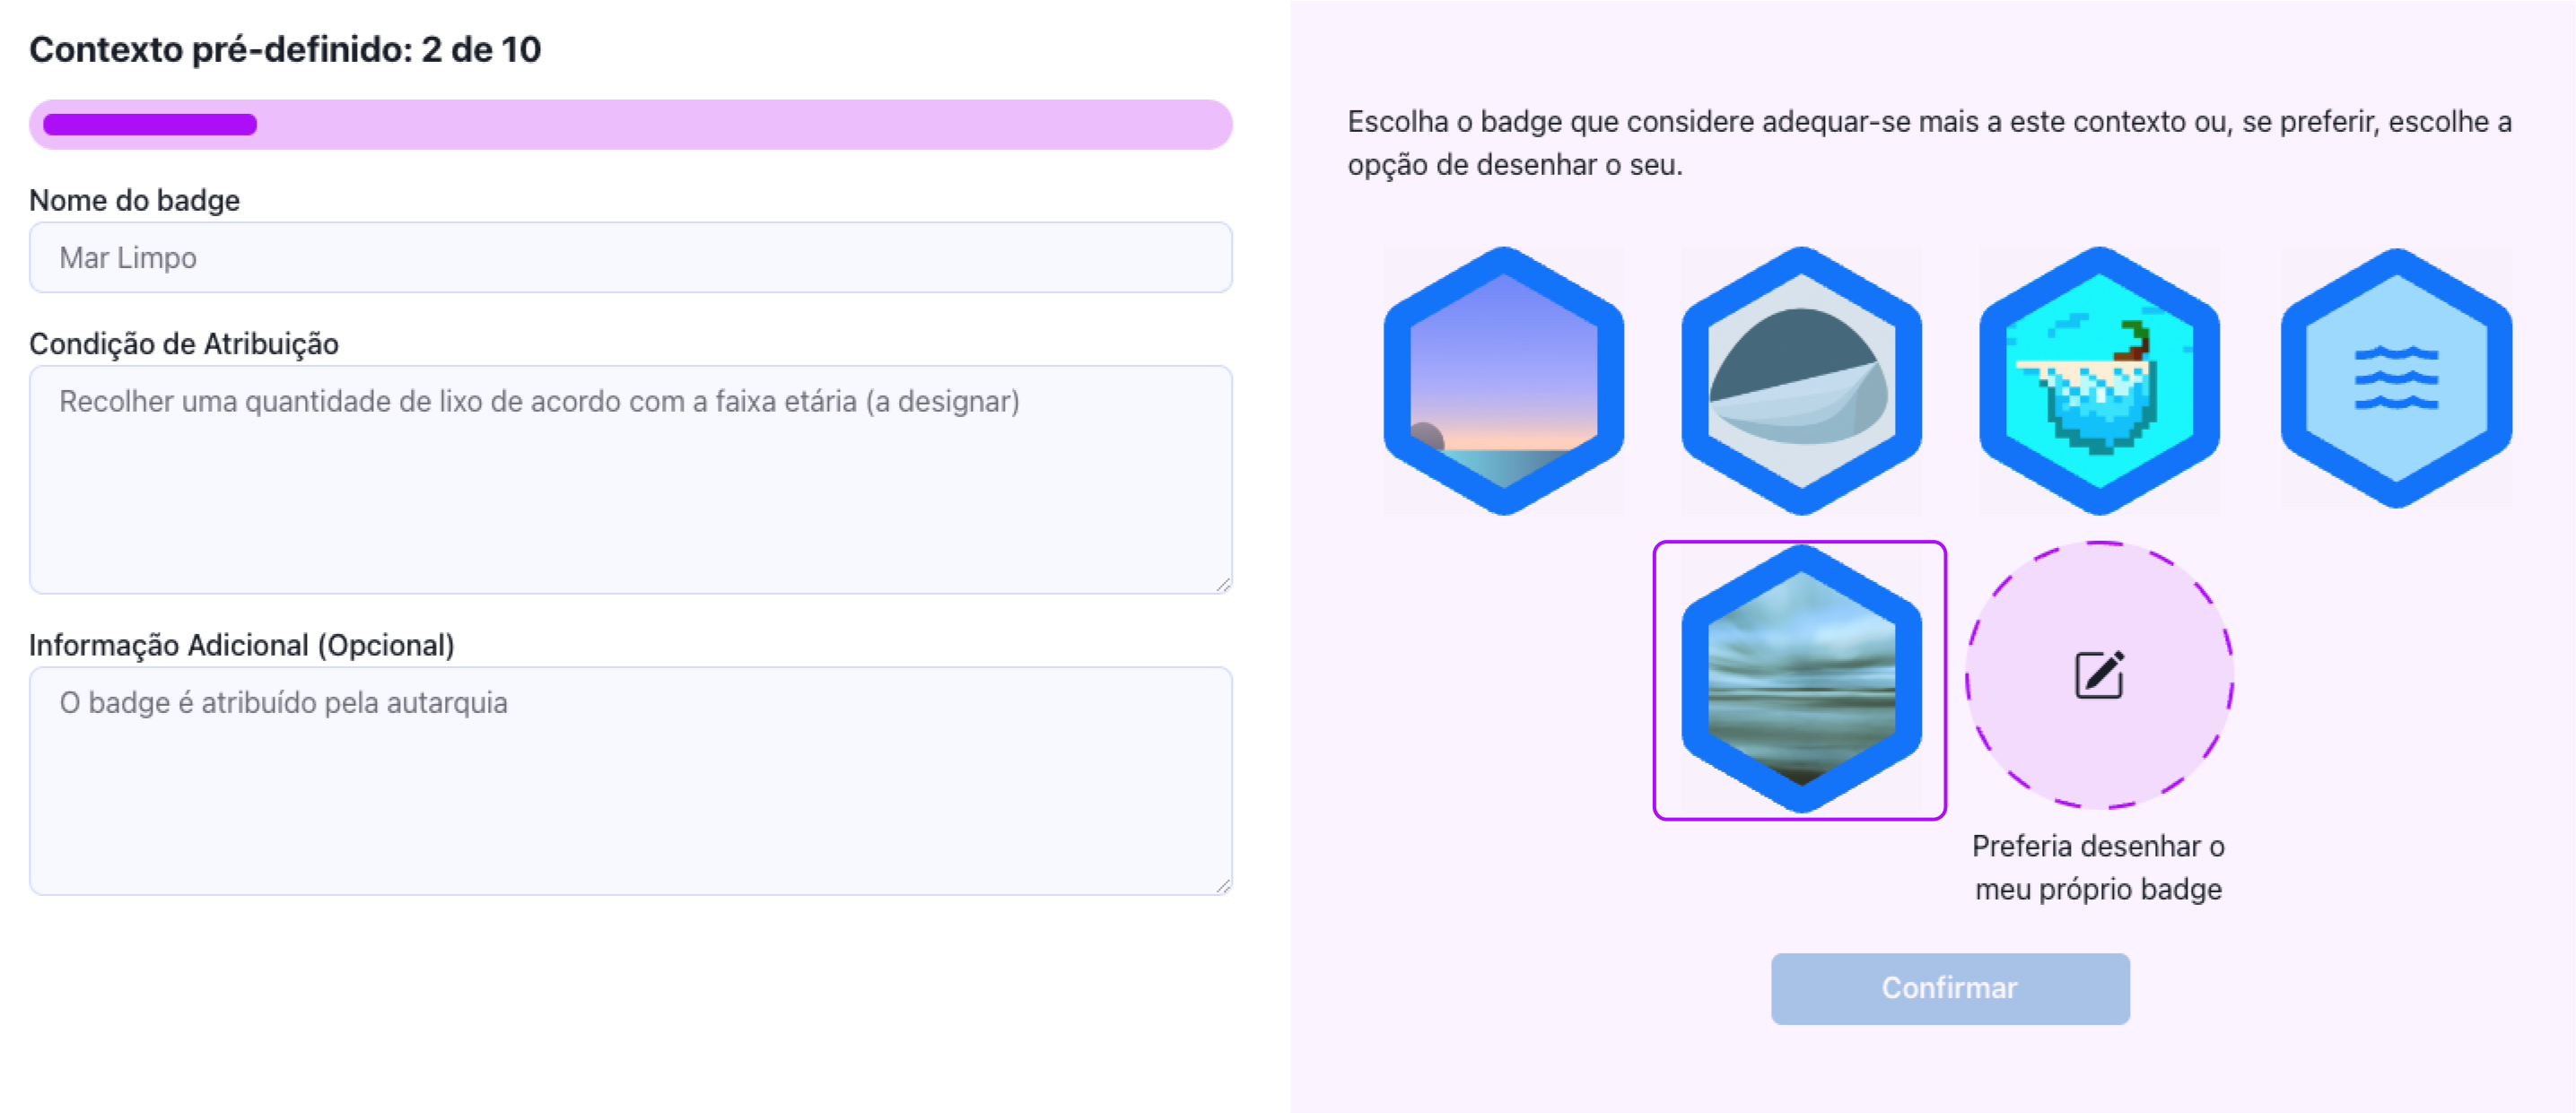 Contexto pré-definido: 2 de 10
Nome do badge
Mar Limpo
Condição de Atribuição
Recolher uma quantidade de lixo de acordo com a faixa etária (a designar)
Informação Adicional (Opcional)
O badge é atribuído pela autarquia
Escolha o badge que considere adequar-se mais a este contexto ou, se preferir, escolhe a
opção de desenhar o seu.
Preferia desenhar o
meu próprio badge
Confirmar